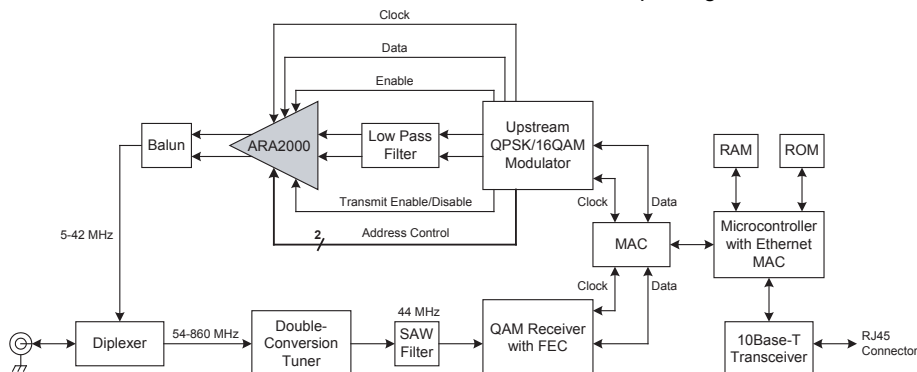 Clock
Data
Enable
Balun
ARA2000
Low Pass
Filter
Upstream
QPSK/16QAM
Modulator
RAM
ROM
Transmit Enable/Disable
2
Address Control
Clock
Data
5-42 MHz
MAC
Microcontroller
with Ethernet
MAC
Clock
Data
Diplexer
54-860 MHz
Double-
Conversion
Tuner
44 MHz
SAW
Filter
QAM Receiver
with FEC
10Base-T
Transceiver
RJ45
Connector